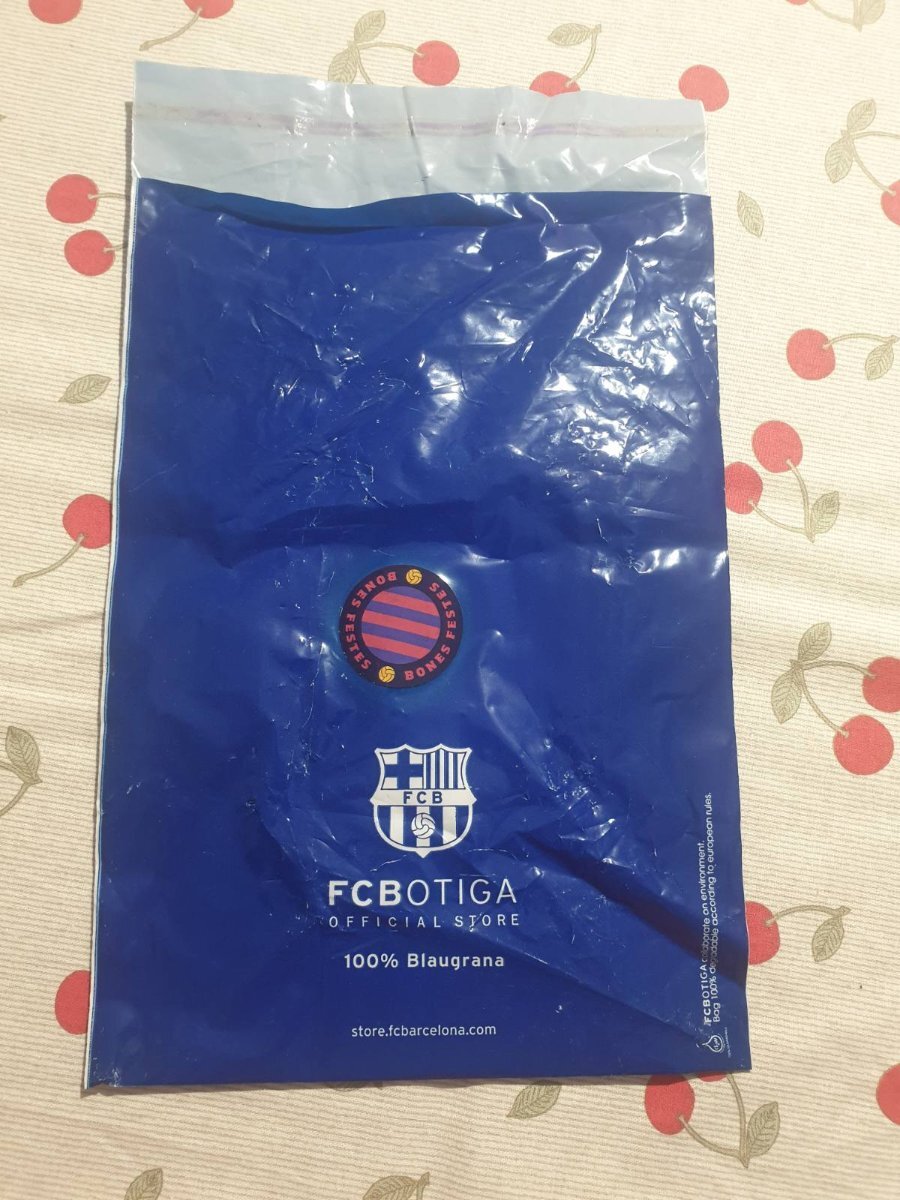 BONES FESTES
BONES FESTES
FCB
FCBOTIGA
OFFICIAL STORE
100% Blaugrana
store.fcbarcelona.com
FCBOTIGA colaborate on environment.
Bag 100% degradable according to european rules.